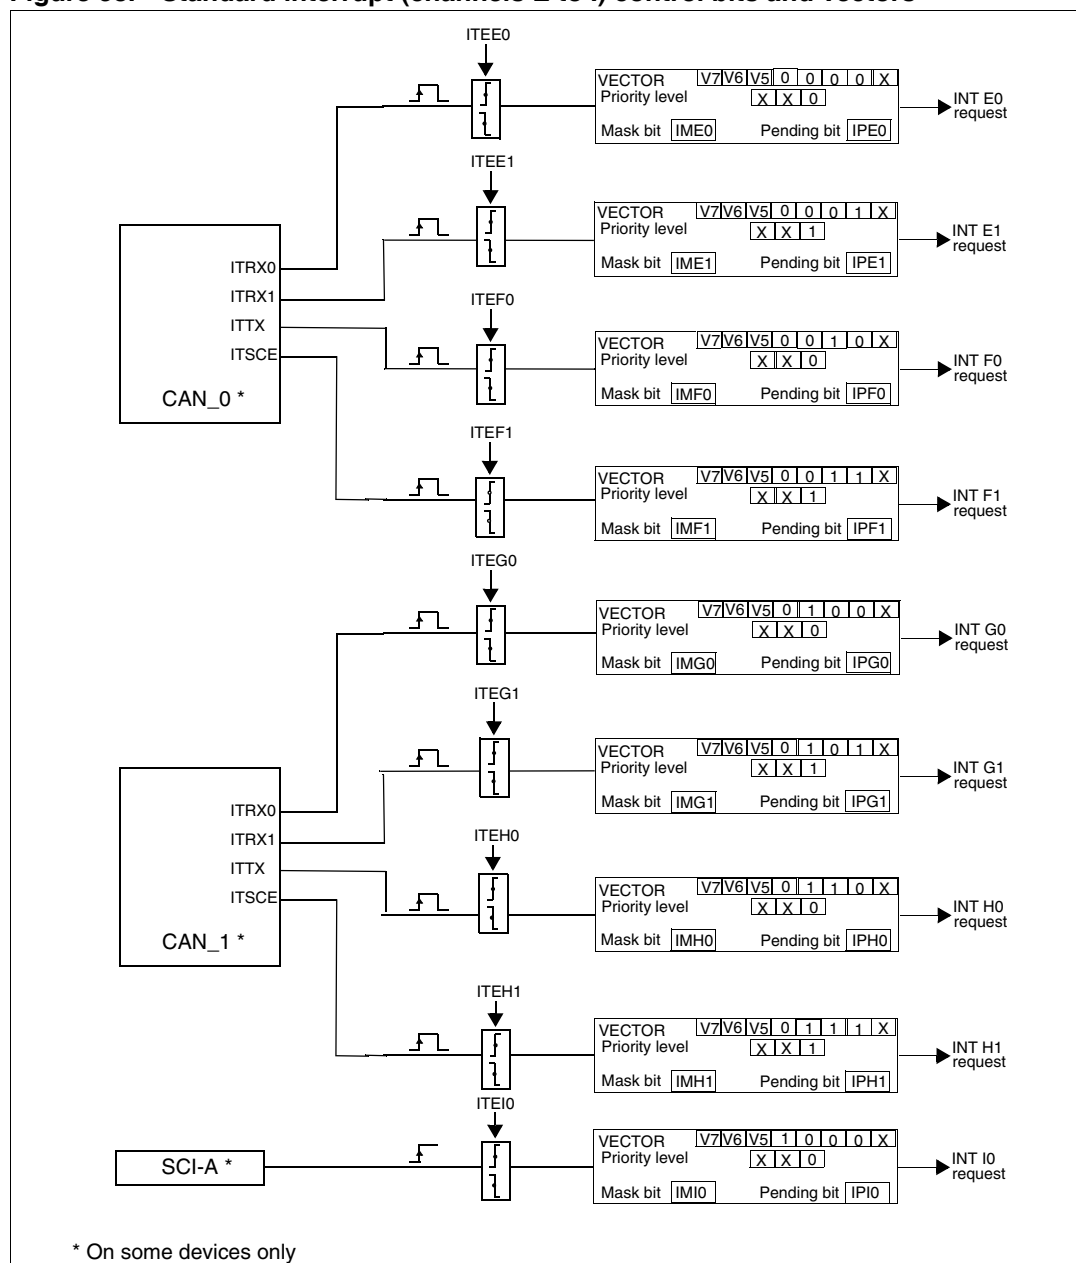 ITEE0
VECTOR V7 V6 V5 0 0 0 0 X
Priority level X X 0
Mask bit IME0 Pending bit IPE0
INT E0
request
ITEE1
VECTOR V7 V6 V5 0 0 0 1 X
Priority level X X 1
Mask bit IME1 Pending bit IPE1
INT E1
request
ITRX0
ITRX1
ITTX
ITSCE
CAN_0 *
ITEF0
VECTOR V7 V6 V5 0 0 1 0 X
Priority level X X 0
Mask bit IMF0 Pending bit IPF0
INT F0
request
ITEF1
VECTOR V7 V6 V5 0 0 1 1 X
Priority level X X 1
Mask bit IMF1 Pending bit IPF1
INT F1
request
ITEG0
VECTOR V7 V6 V5 0 1 0 0 X
Priority level X X 0
Mask bit IMG0 Pending bit IPG0
INT G0
request
ITEG1
VECTOR V7 V6 V5 0 1 0 1 X
Priority level X X 1
Mask bit IMG1 Pending bit IPG1
INT G1
request
ITRX0
ITRX1
ITTX
ITSCE
CAN_1 *
ITEH0
VECTOR V7 V6 V5 0 1 1 0 X
Priority level X X 0
Mask bit IMH0 Pending bit IPH0
INT H0
request
ITEH1
VECTOR V7 V6 V5 0 1 1 1 X
Priority level X X 1
Mask bit IMH1 Pending bit IPH1
INT H1
request
ITEI0
SCI-A *
VECTOR V7 V6 V5 1 0 0 0 X
Priority level X X 0
Mask bit IMI0 Pending bit IPI0
INT I0
request
* On some devices only